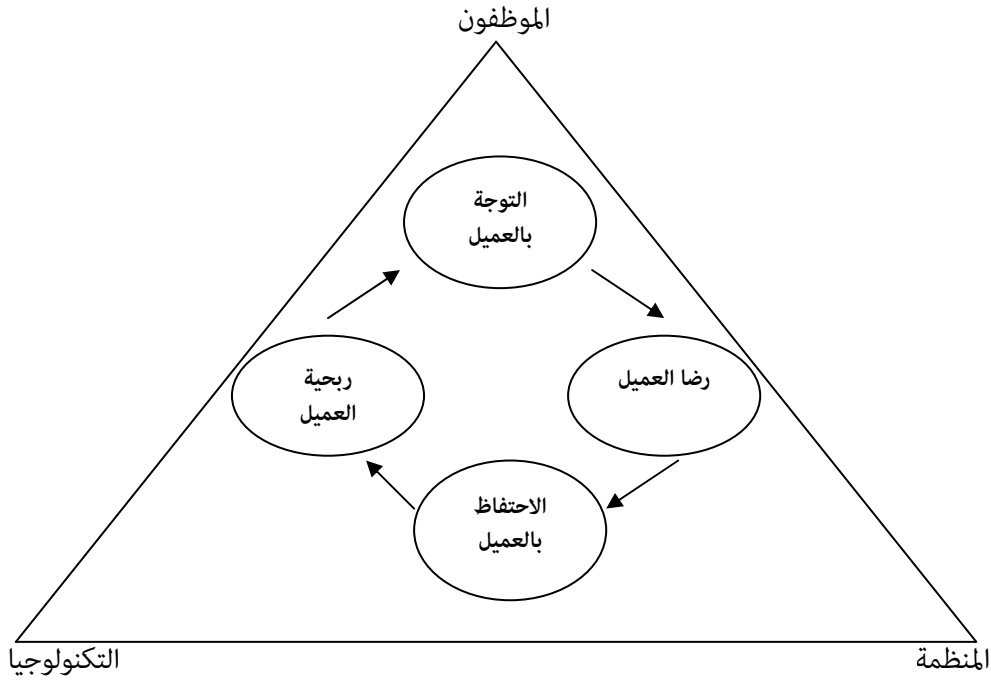 الموظفون
التوجة
بالعميل
ربحية
العميل
رضا العميل
الاحتفاظ
بالعميل
المنظمة
التكنولوجيا